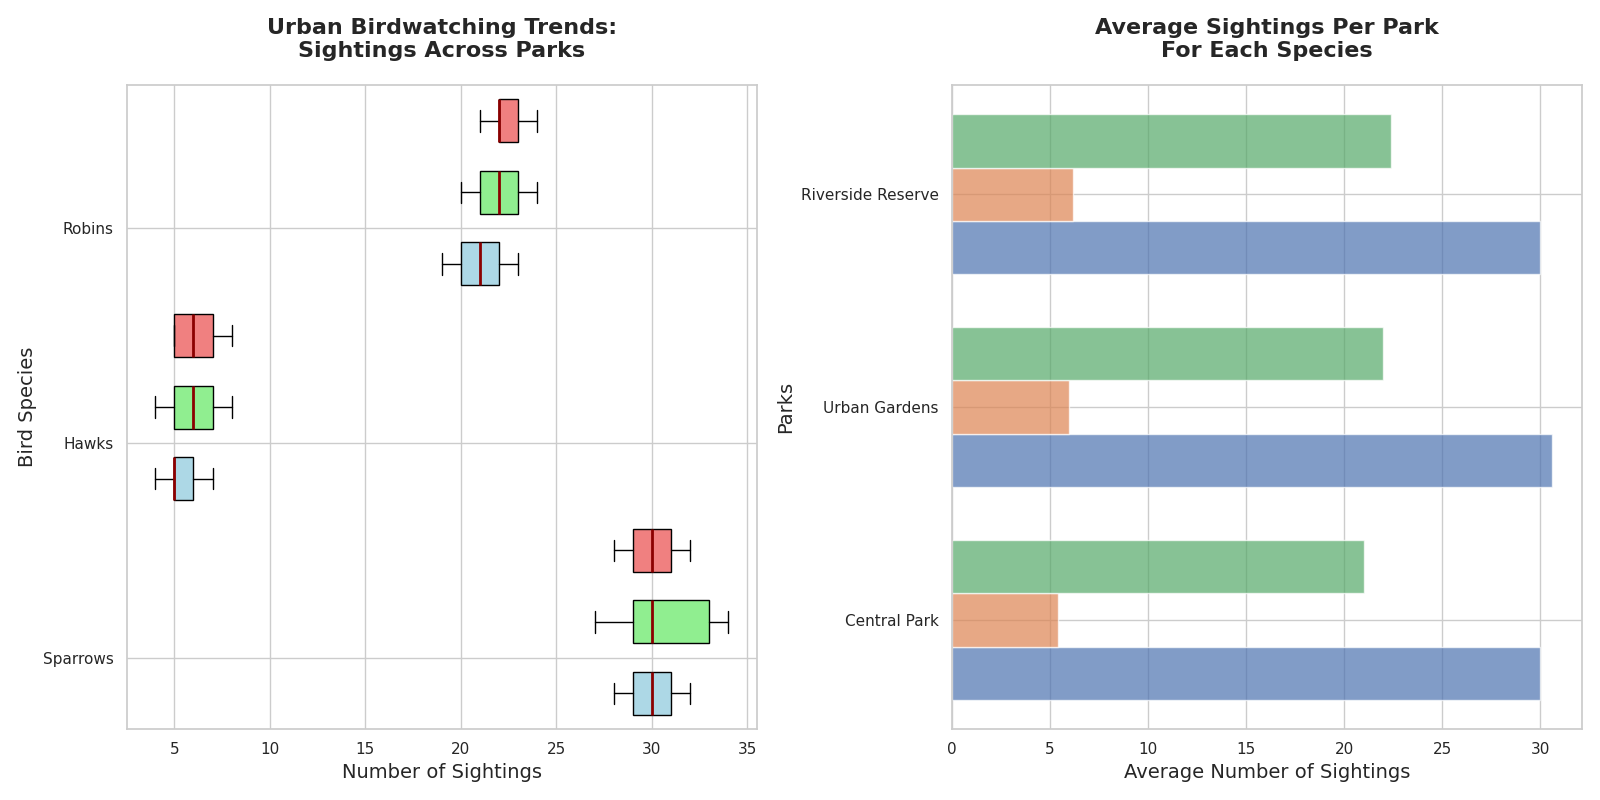 Urban Birdwatching Trends:
Sightings Across Parks
Bird Species
Robins
Hawks
Sparrows
5 10 15 20 25 30 35
Number of Sightings
Average Sightings Per Park
For Each Species
Parks
Riverside Reserve
Urban Gardens
Central Park
0 5 10 15 20 25 30
Average Number of Sightings